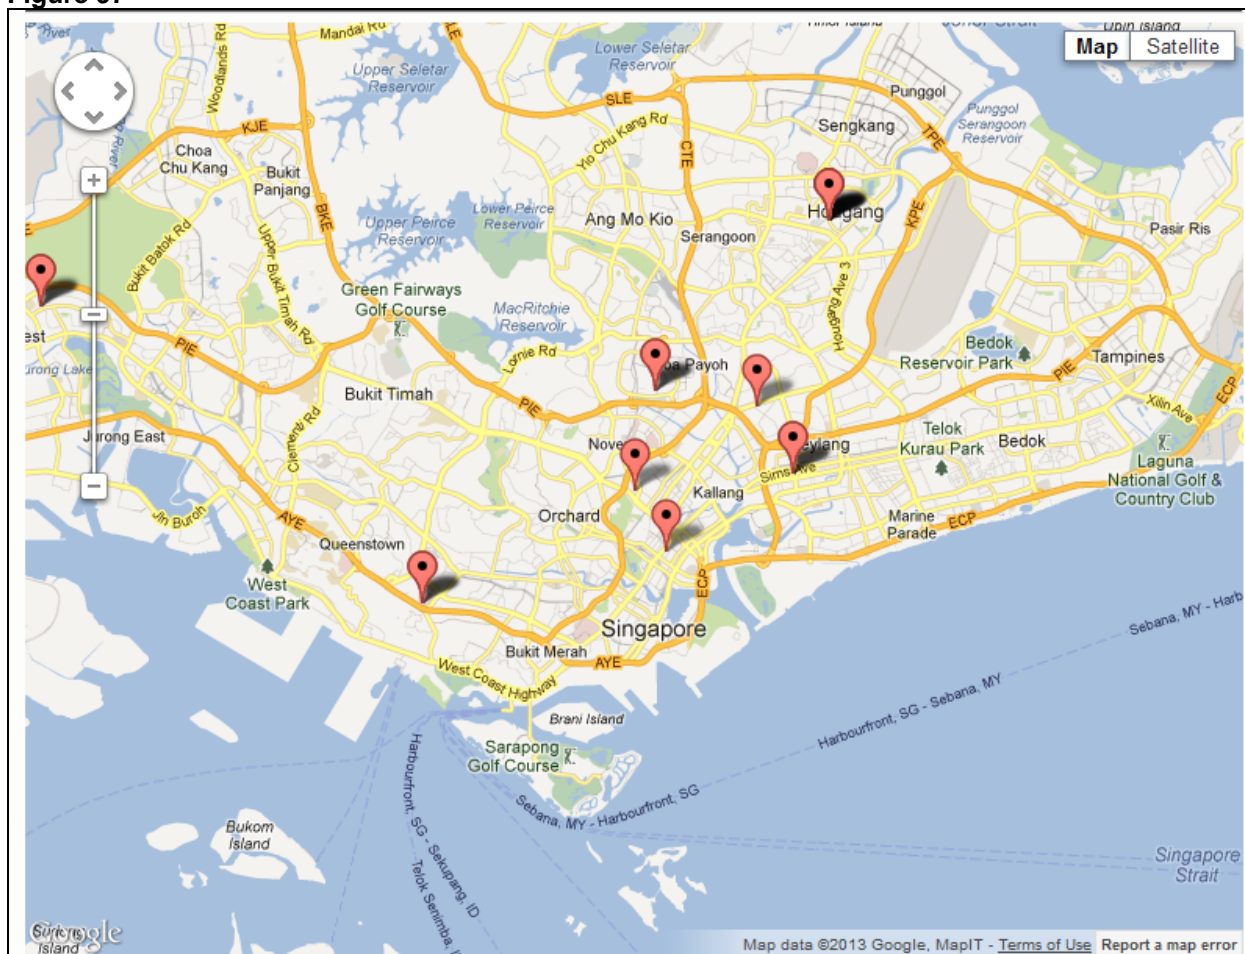 Mandai Rd
Upin Island
Woodlands Rd
Lower Seletar
Reservoir
Map
Satellite
Upper Seletar
Reservoir
SLE
Punggol
Punggol
Serangoon
Reservoir
KJE
Yio Chu Kang Rd
Sengkang
TPE
Choa
Chu Kang
CTE
Bukit
Panjang
BKE
Upper Peirce
Reservoir
Lower Peirce
Reservoir
Ang Mo Kio
Serangoon
KPE
Pasir Ris
Bukit Batok Rd
Upper Bukit Timah Rd
Green Fairways
Golf Course
MacRitchie
Reservoir
Hougang Ave 3
Bedok
Reservoir Park
Tampines
PIE
Lornie Rd
PIE
ECP
Bukit Timah
PIE
Xilin Ave
Clementi Rd
Jurong East
Telok
Kurau Park
Bedok
Sims Ave
Laguna
National Golf &
Country Club
Kallang
Orchard
Jln Buroh
AYE
Marine
Parade
ECP
Queenstown
West
Coast Park
ECP
Singapore
Sebana, MY - Harb
Bukit Merah
AYE
West Coast Highway
Harbourfront, SG - Sebana, MY
Brani Island
Sarapong
Golf Course
Harbourfront, SG - Sekupang, ID
Sebana, MY - Harbourfront, SG
Bukom
Island
Telok Senimba,
Singapore
Strait
Google
Island
Map data ©2013 Google, MapIT - Terms of Use
Report a map error